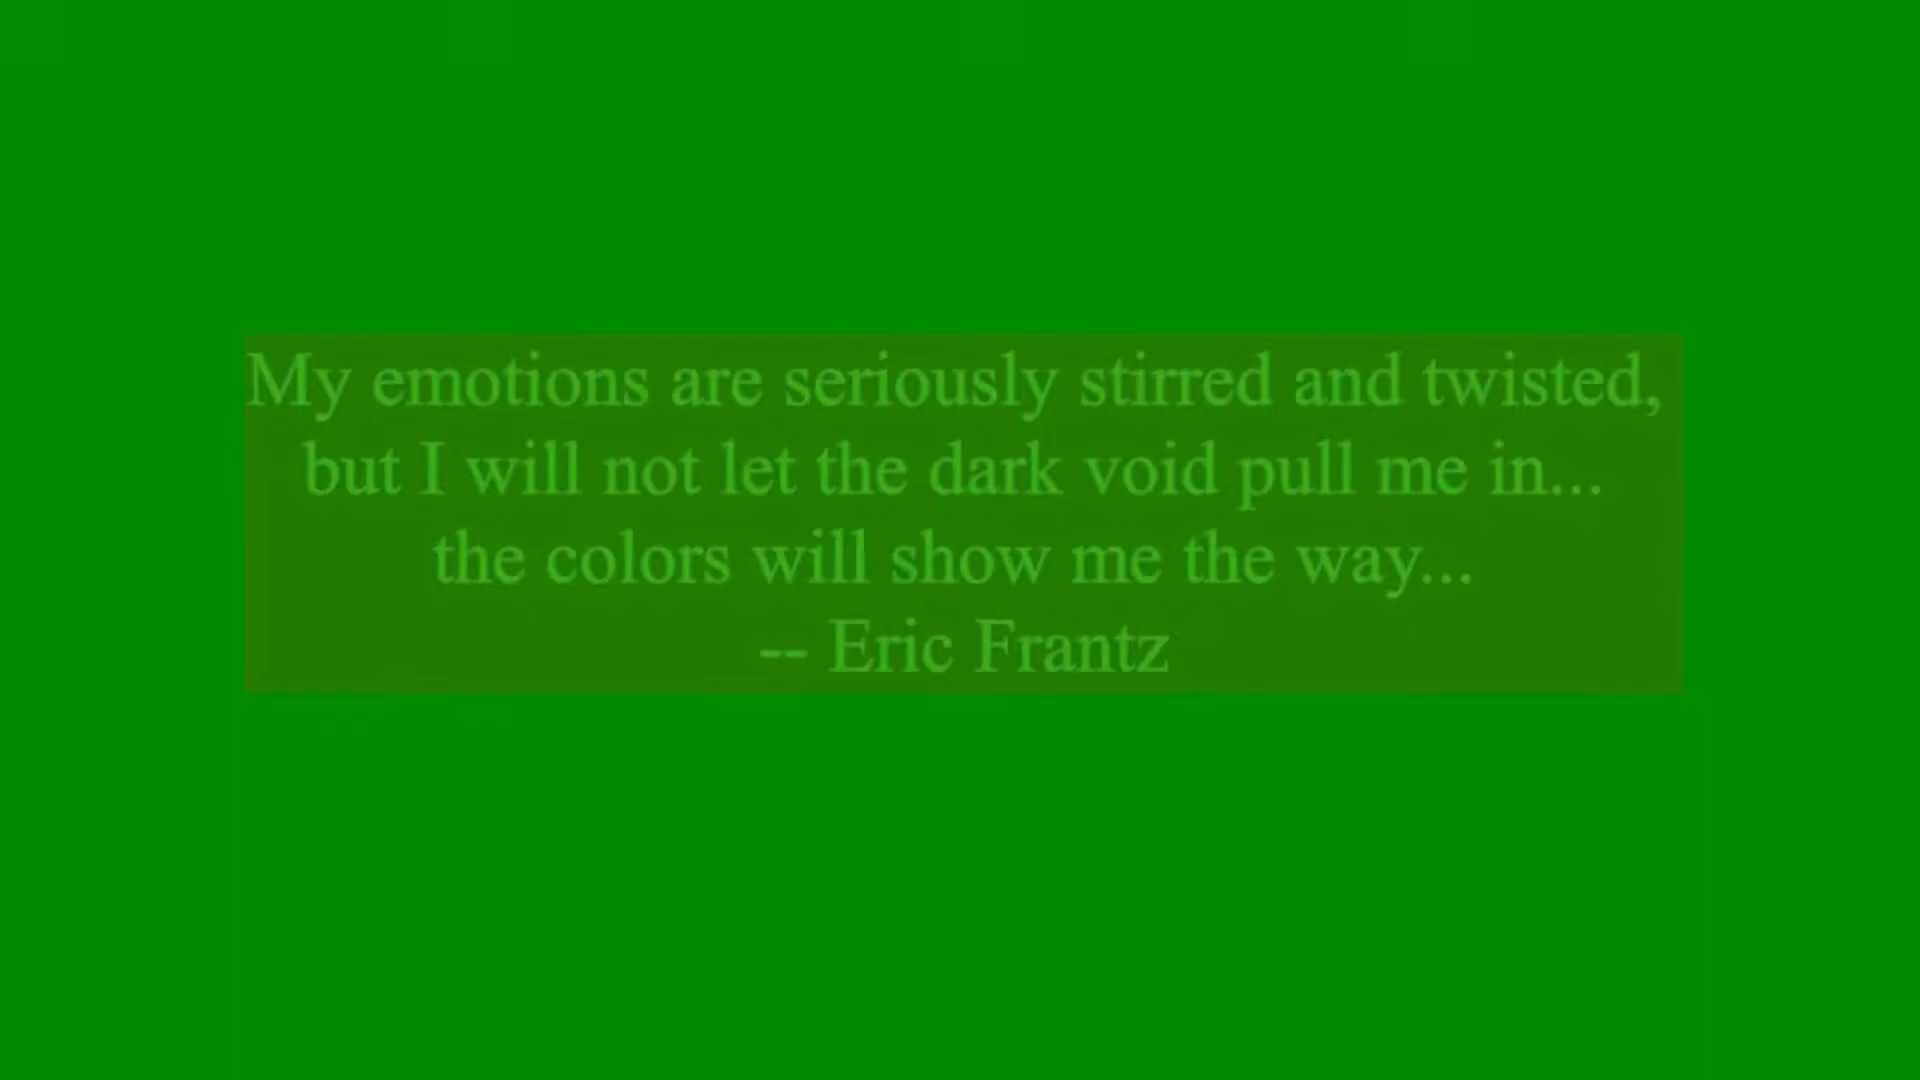 My emotions are seriously stirred and twisted,
but I will not let the dark void pull me in...
the colors will show me the way...
-- Eric Frantz